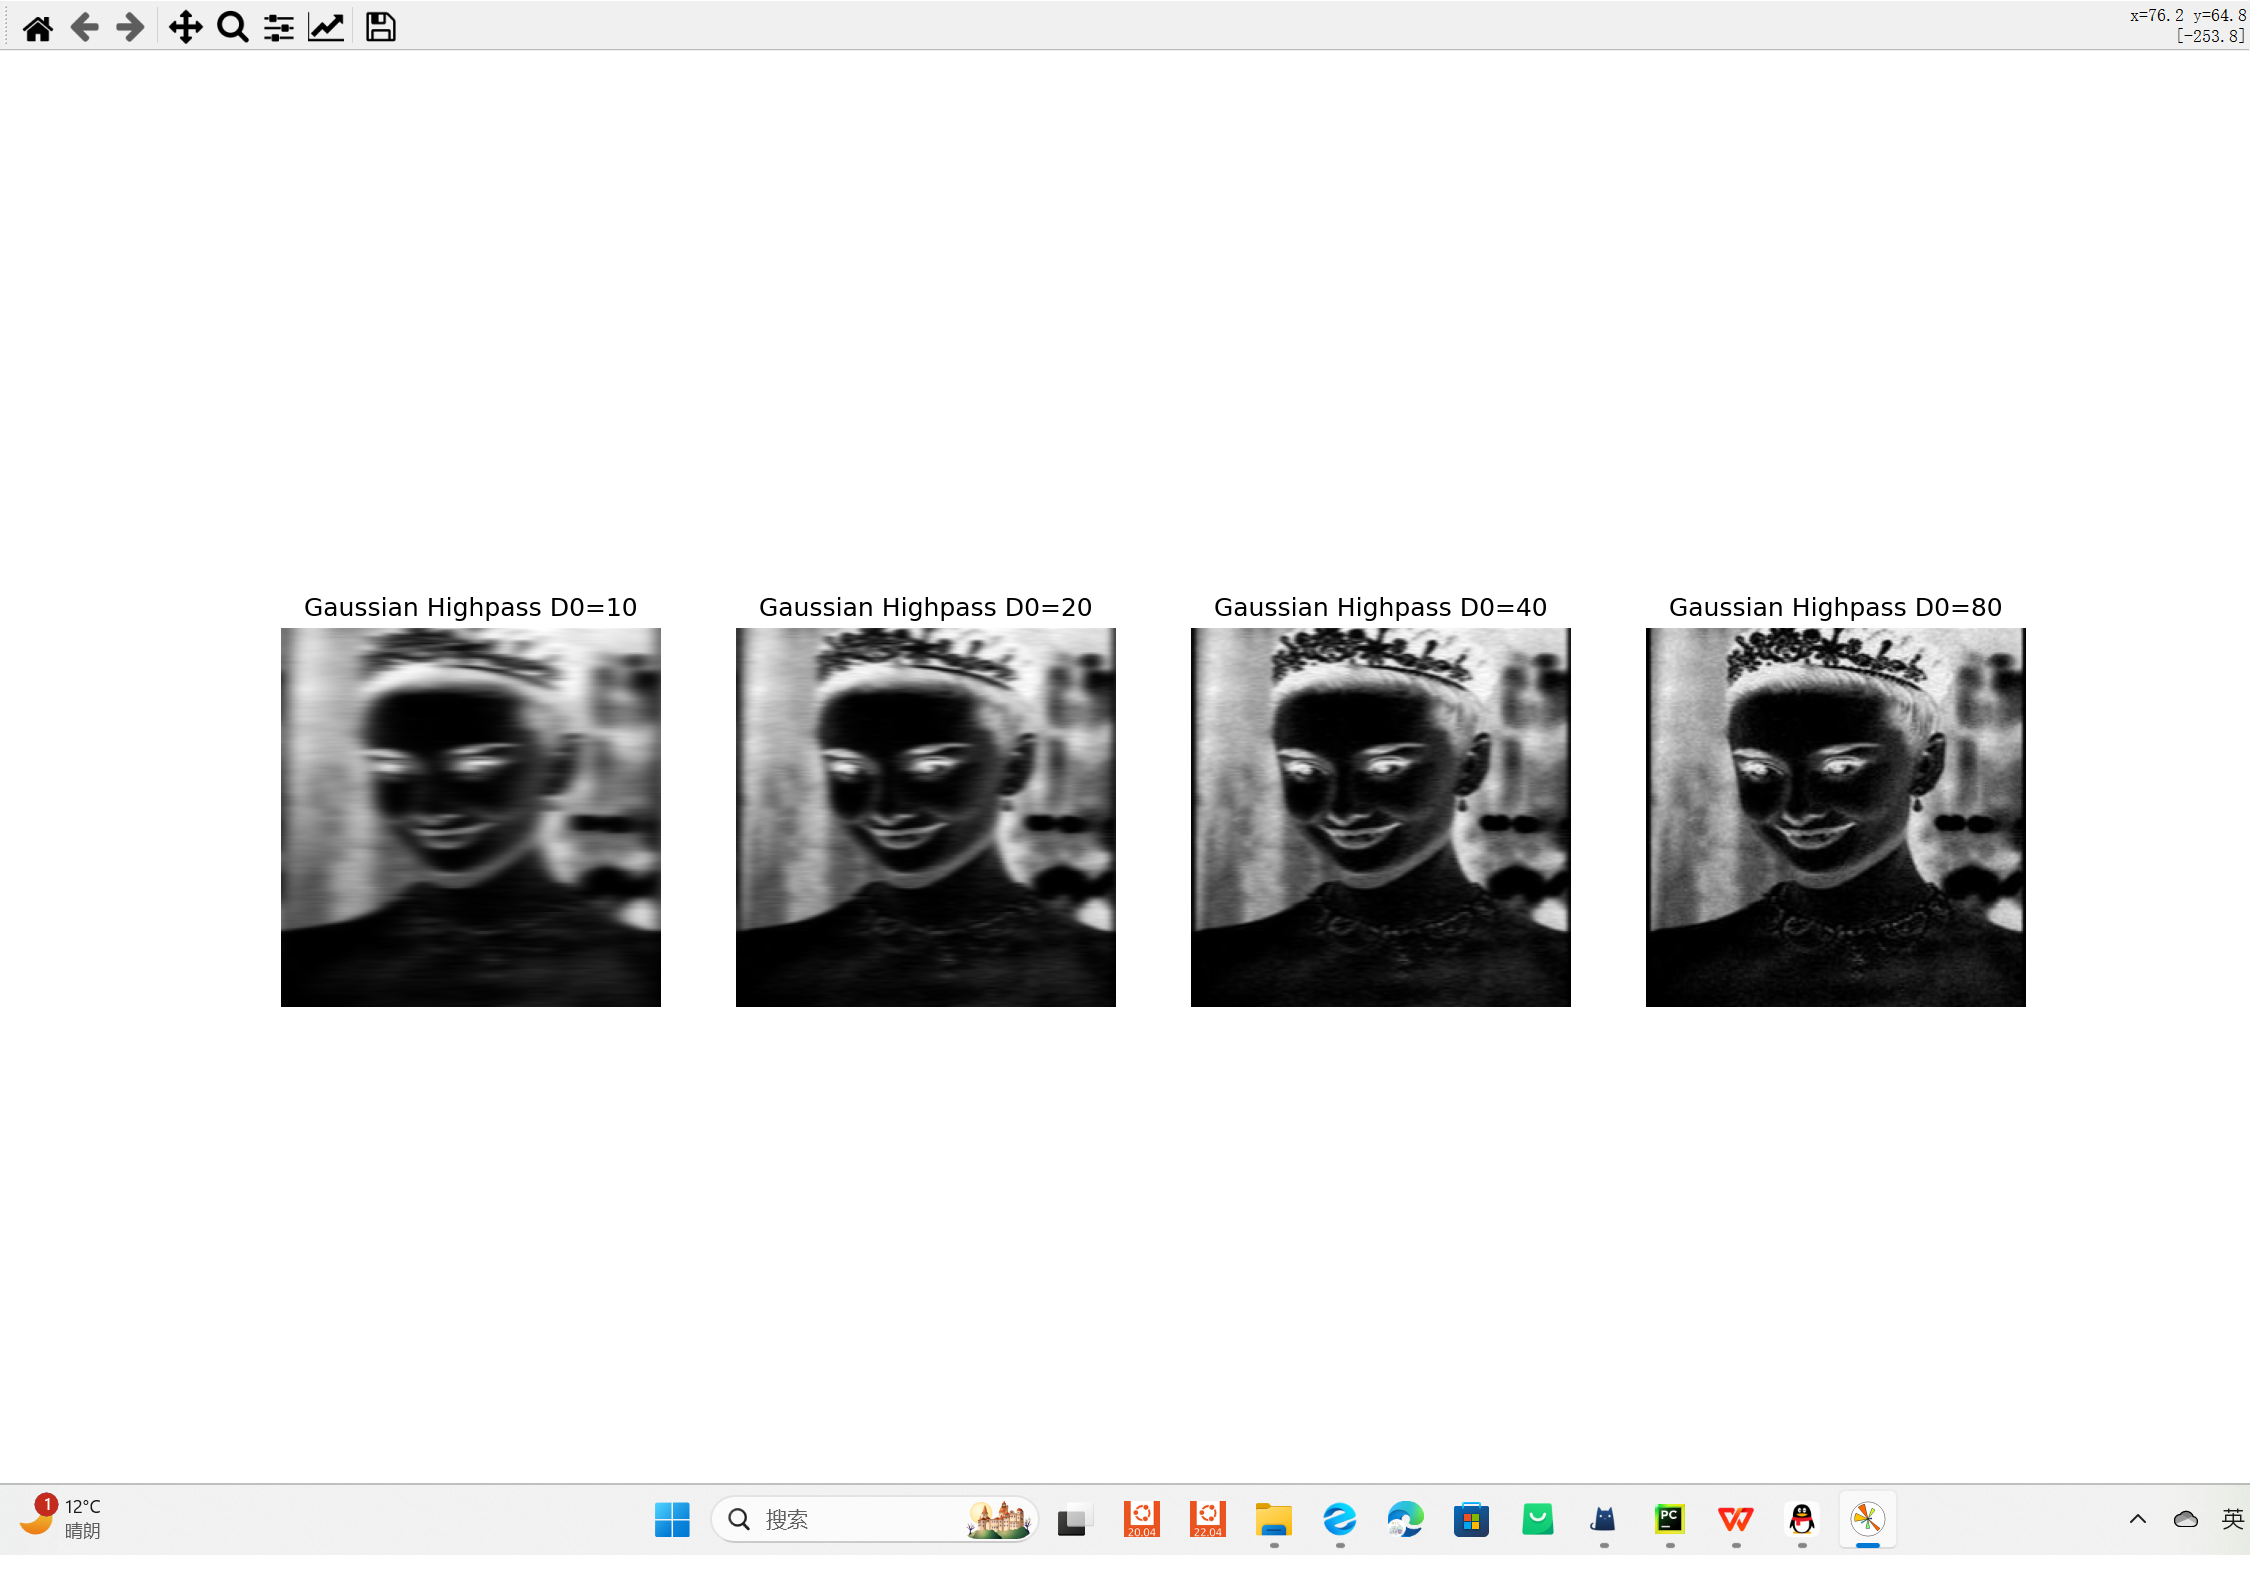 x=76.2 y=64.8
[-253.8]
Gaussian Highpass D0=10
Gaussian Highpass D0=20
Gaussian Highpass D0=40
Gaussian Highpass D0=80
1
12°C
晴朗
搜索
20.04
22.04
PC
英